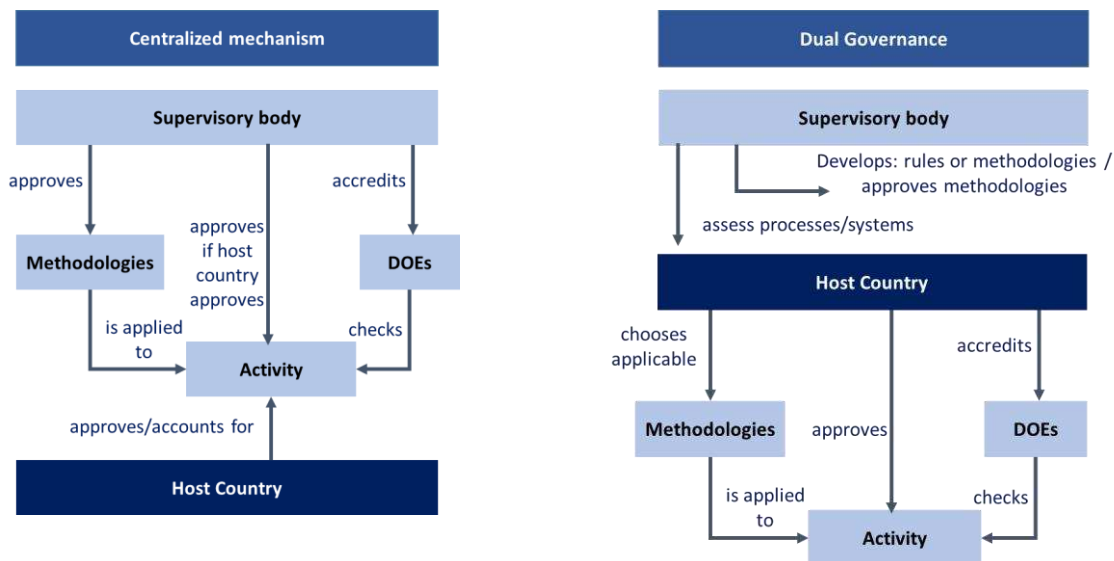 Centralized mechanism
Supervisory body
approves
approves
if host
country
approves
accredits
Methodologies
DOEs
is applied
to
checks
Activity
approves/accounts for
Host Country
Dual Governance
Supervisory body
Develops: rules or methodologies /
approves methodologies
assess processes/systems
Host Country
chooses
applicable
accredits
Methodologies
approves
DOEs
is applied
to
checks
Activity